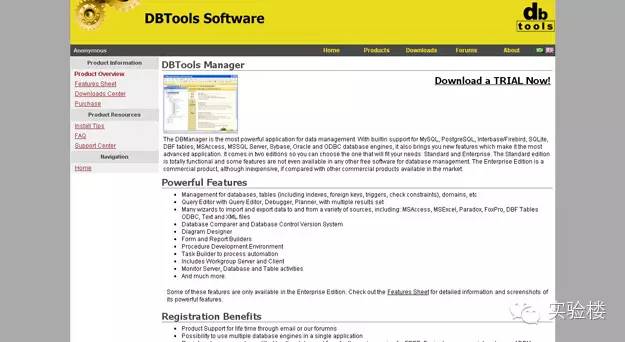 DBTools Software
db
tools
Anonymous
Home Products Downloads Forums About
Product Information
Product Overview
Features Sheet
Downloads Center
Purchase
Product Resources
Install Tips
FAQ
Support Center
Navigation
Home
DBTools Manager
Download a TRIAL Now!
The DBManager is the most powerful application for data management. With builtin support for MySQL, PostgreSQL, Interbase/Firebird, SQLite,
DBF tables, MSAccess, MSSQL Server, Sybase, Oracle and ODBC database, it also brings you new features which make it the most
advanced application. It comes in two editions so you can choose the one that will fit your needs: Standard and Enterprise. The Standard edition
is totally functional and some features are not even available in any other free software for database management. The Enterprise Edition is a
commercial product, although inexpensive, if compared with other commercial products available in the market.
Powerful Features
Management for databases, tables (including indexes, foreign keys, triggers, check constraints), domains, etc
Query Editor with Query Editor, Debugger, Planner, with multiple results set
Many wizards to import and export data to and from a variety of sources, including: MSAccess, MSExcel, Paradox, FoxPro, DBF Tables
ODBC, Text and XML files
Database Comparer and Database Control Version System
Diagram Designer
Form and Report Builders
Procedure Development Environment
Task Builder to process automation
Includes Workgroup Server and Client
Monitor Server, Database and Table activities
And much more
Some of these features are only available in the Enterprise Edition. Check out the Features Sheet for detailed information and screenshots of
its powerful features.
Registration Benefits
Product Support for life time through email or our forumns
Possibility to use multiple database engines in a single application
实验楼